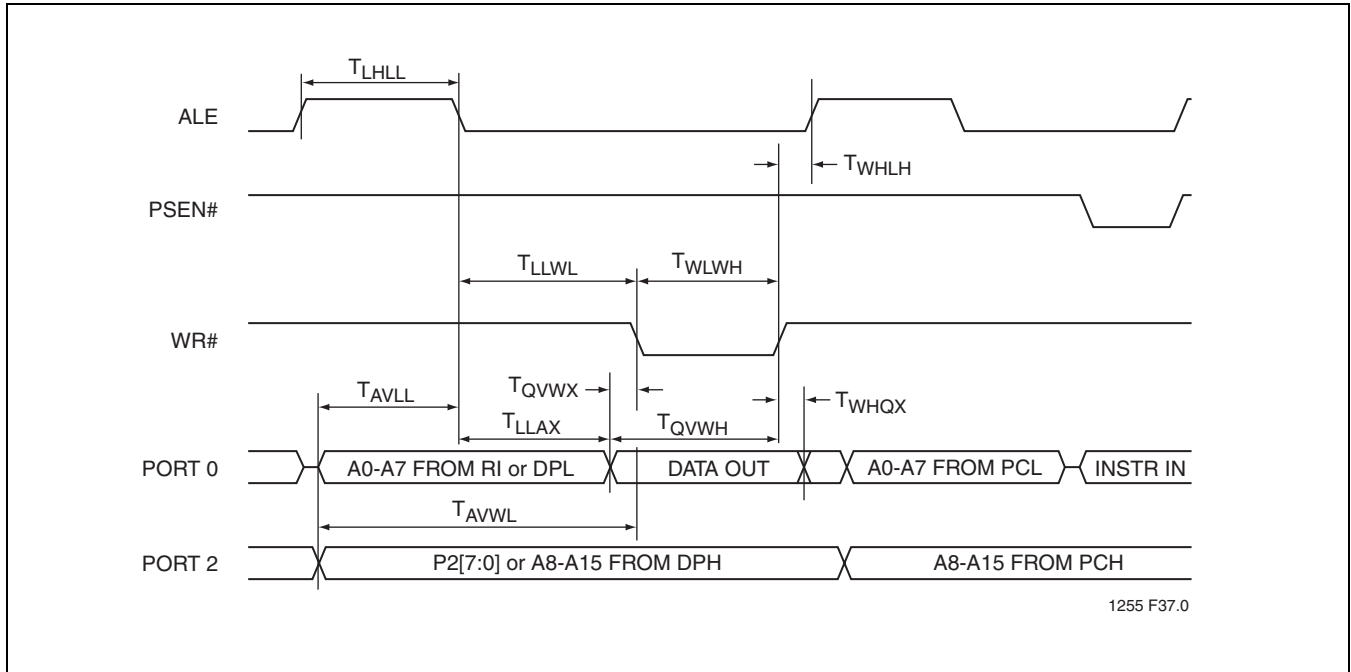 TLHLL
ALE
TWHLH
PSEN#
TLLWL
TWLWH
WR#
TAVLL
TQVWX
TWHQX
TLLAX
TQVWH
PORT 0
A0-A7 FROM RI or DPL
DATA OUT
A0-A7 FROM PCL
INSTR IN
TAVWL
PORT 2
P2[7:0] or A8-A15 FROM DPH
A8-A15 FROM PCH
1255 F37.0